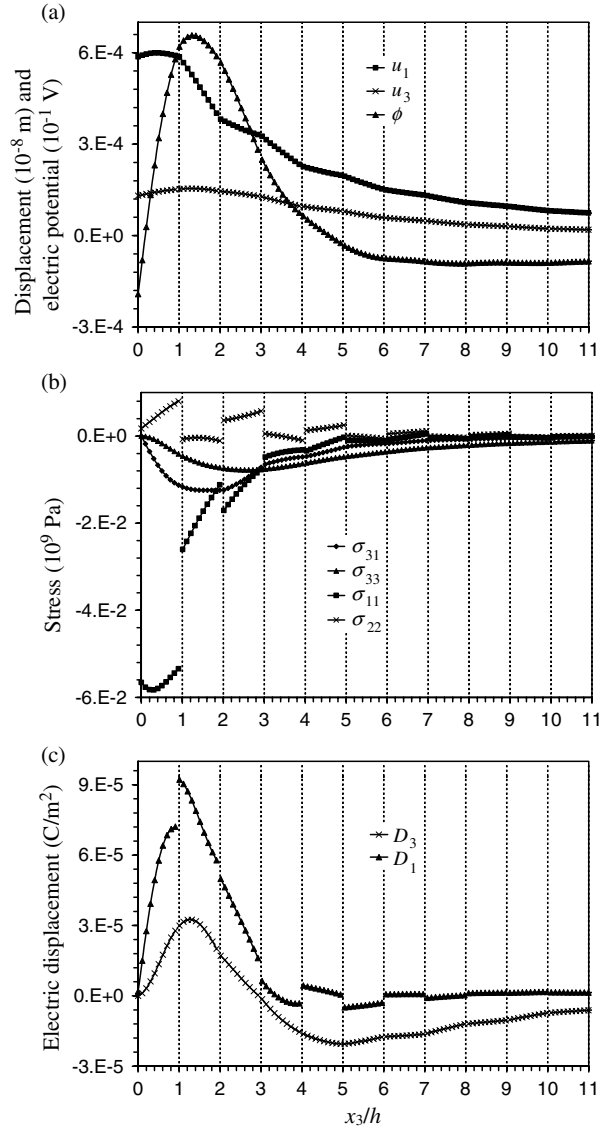 (a)
Displacement (10⁻⁸ m) and
electric potential (10⁻¹ V)
6.E-4
3.E-4
0.E+0
-3.E-4
u₁
u₃
ϕ
0 1 2 3 4 5 6 7 8 9 10 11
(b)
Stress (10⁹ Pa)
0.E+0
-2.E-2
-4.E-2
-6.E-2
σ₃₁
σ₃₃
σ₁₁
σ₂₂
0 1 2 3 4 5 6 7 8 9 10 11
(c)
Electric displacement (C/m²)
9.E-5
6.E-5
3.E-5
0.E+0
-3.E-5
D₃
D₁
0 1 2 3 4 5 6 7 8 9 10 11
x₃/h